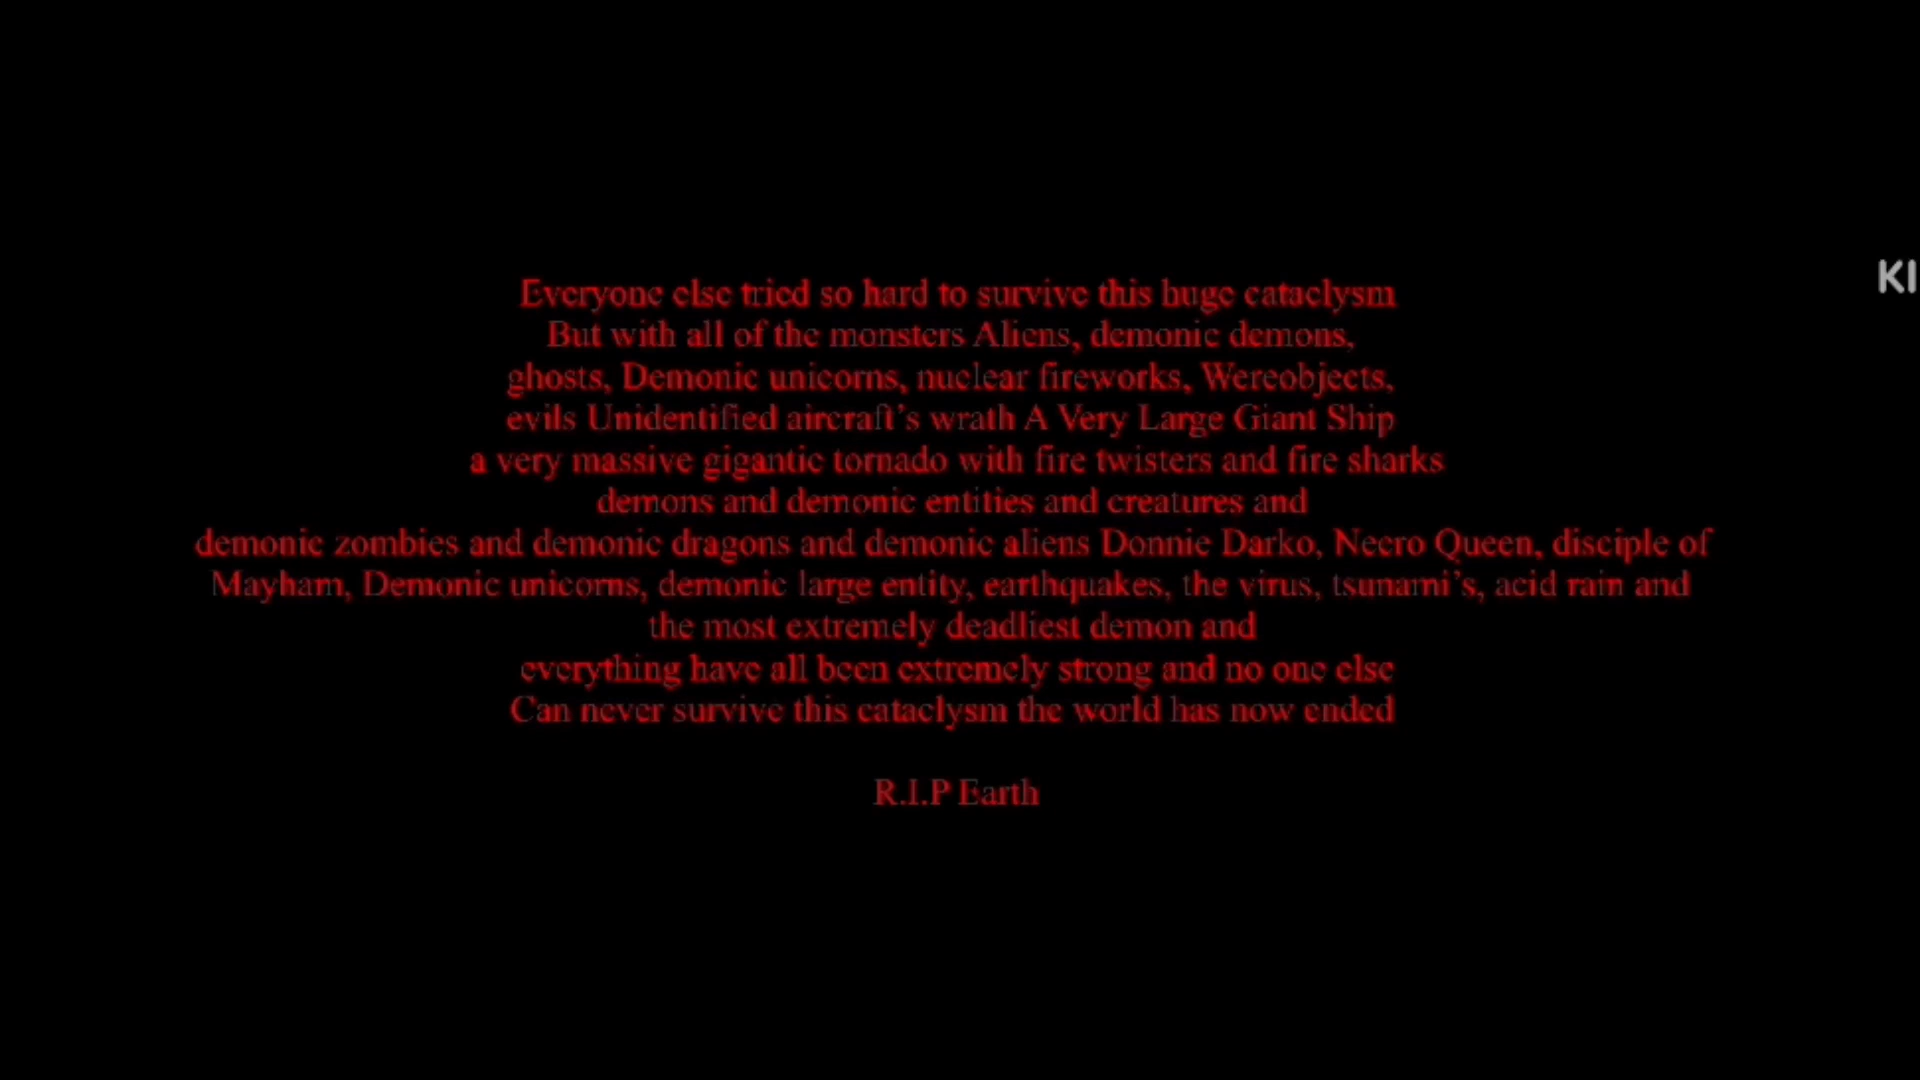 Everyone else tried so hard to survive this huge cataclysm
But with all of the monsters Aliens, demonic demons,
ghosts, Demonic unicorns, nuclear fireworks, Wereobjects,
evils Unidentified aircraft's wrath A Very Large Giant Ship
a very massive gigantic tornado with fire twisters and fire sharks
demons and demonic entities and creatures and
demonic zombies and demonic dragons and demonic aliens Donnie Darko, Necro Queen, disciple of
Mayham, Demonic unicorns, demonic large entity, earthquakes, the virus, tsunami's, acid rain and
the most extremely deadliest demon and
everything have all been extremely strong and no one else
Can never survive this cataclysm the world has now ended
R.I.P Earth